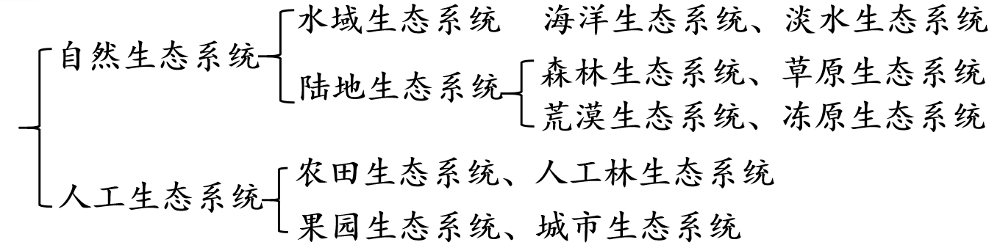 自然生态系统
水域生态系统 海洋生态系统、淡水生态系统
陆地生态系统
森林生态系统、草原生态系统
荒漠生态系统、冻原生态系统
人工生态系统
农田生态系统、人工林生态系统
果园生态系统、城市生态系统